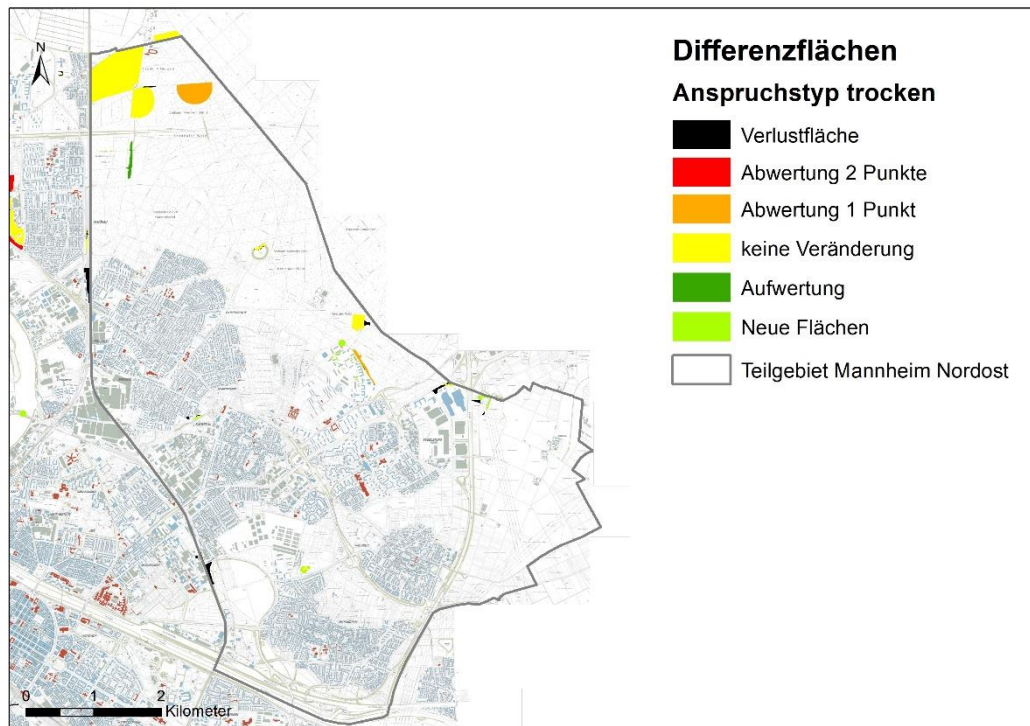 Differenzflächen
Anspruchstyp trocken
Verlustfläche
Abwertung 2 Punkte
Abwertung 1 Punkt
keine Veränderung
Aufwertung
Neue Flächen
Teilgebiet Mannheim Nordost
N
0 1 2
Kilometer